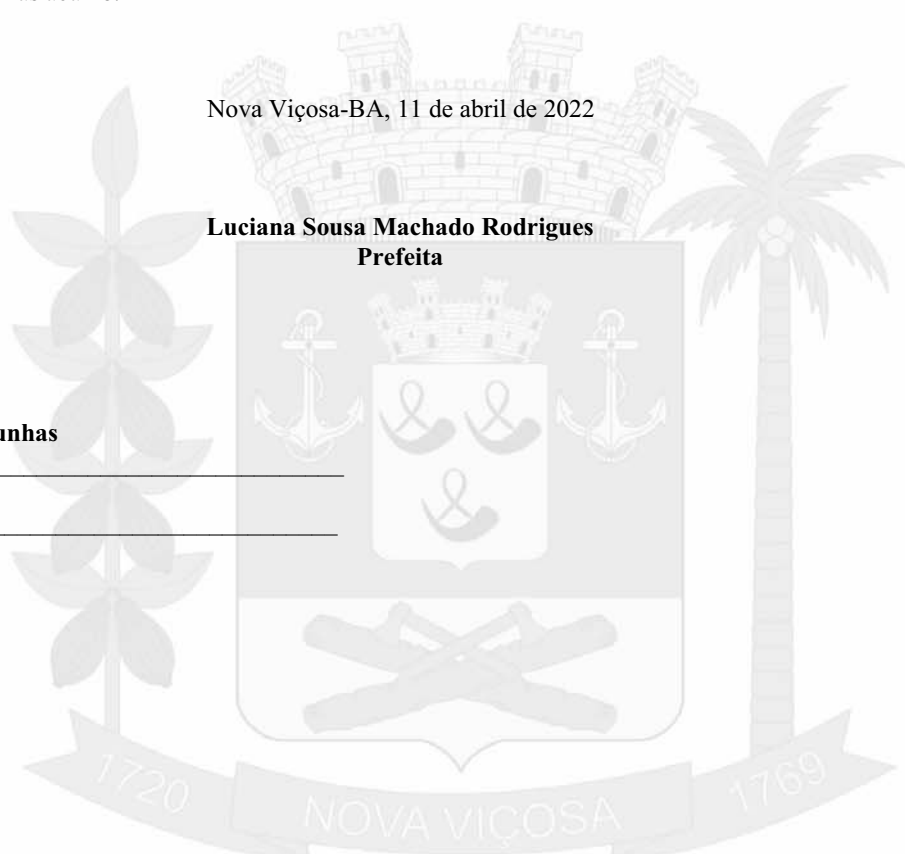 Nova Viçosa-BA, 11 de abril de 2022
Luciana Sousa Machado Rodrigues
Prefeita
unhas
1720 NOVA VIÇOSA 1769